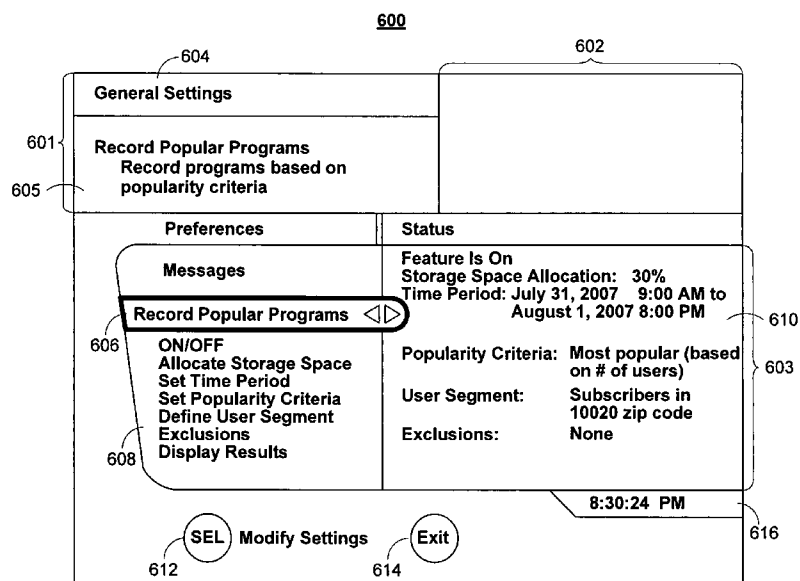 600
602
604
General Settings
601
Record Popular Programs
Record programs based on
popularity criteria
605
Preferences
Status
Messages
Feature Is On
Storage Space Allocation: 30%
Time Period: July 31, 2007 9:00 AM to
August 1, 2007 8:00 PM
610
Record Popular Programs
606
ON/OFF
Allocate Storage Space
Set Time Period
Set Popularity Criteria
Define User Segment
Exclusions
Display Results
608
Popularity Criteria: Most popular (based
on # of users)
603
User Segment: Subscribers in
10020 zip code
Exclusions: None
8:30:24 PM
616
SEL Modify Settings
612
Exit
614